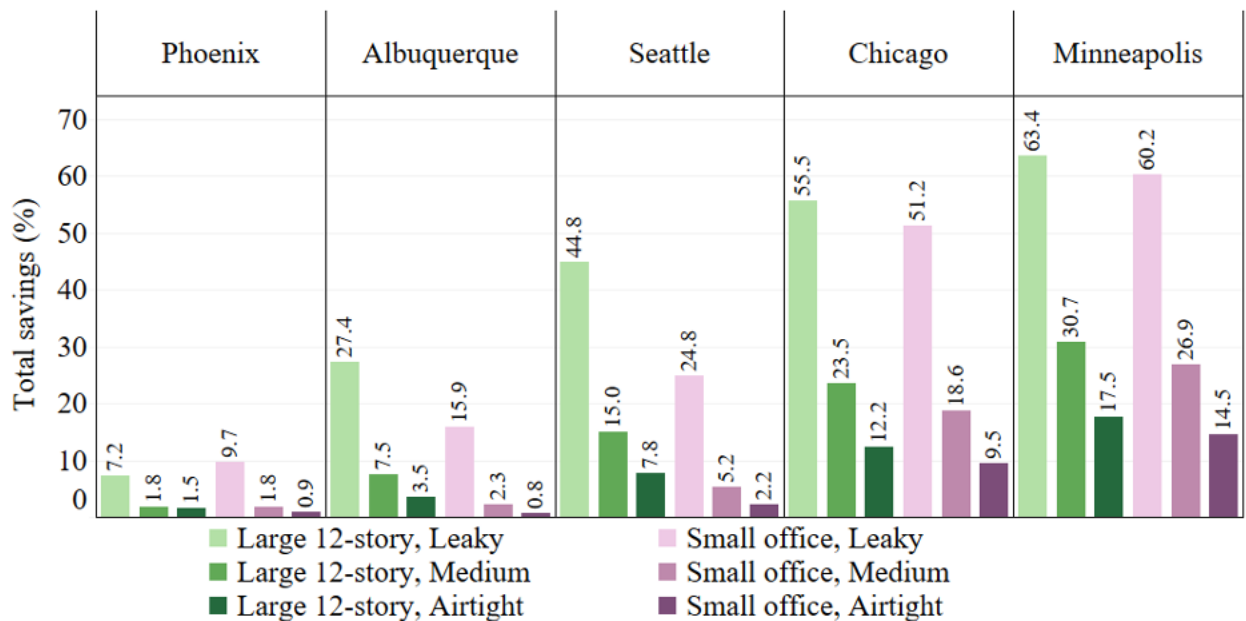 Phoenix Albuquerque Seattle Chicago Minneapolis
Total savings (%)
70
60
50
40
30
20
10
0
7.2 1.8 1.5 9.7 1.8 0.9
27.4 7.5 3.5 15.9 2.3 0.8
44.8 15.0 7.8 24.8 5.2 2.2
55.5 23.5 12.2 51.2 18.6 9.5
63.4 30.7 17.5 60.2 26.9 14.5
Large 12-story, Leaky
Large 12-story, Medium
Large 12-story, Airtight
Small office, Leaky
Small office, Medium
Small office, Airtight